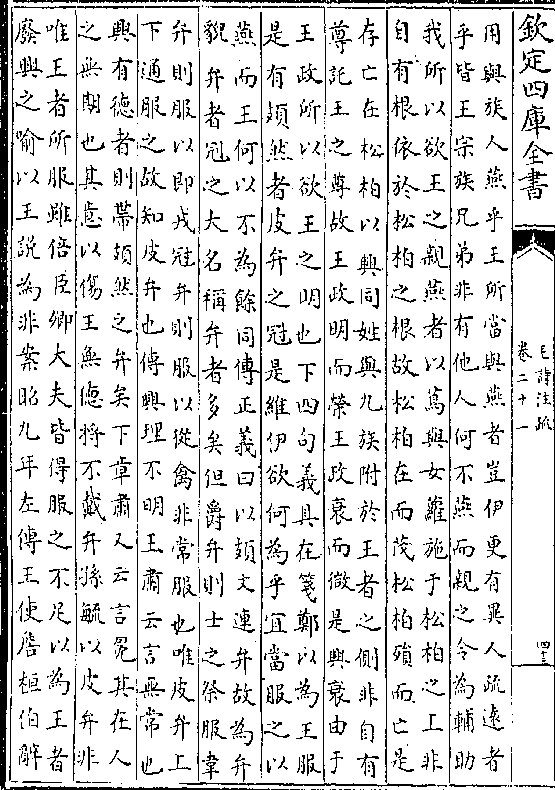 欽定四庫全書
毛詩注疏
卷二十一
用與族人燕乎王所當與燕者豈伊更有異人疏遠者
乎皆王宗族兄弟非有他人何不燕而親之令為輔助
我所以欲王之親燕者以蔦與女蘿施于松柏之上非
自有根依於松柏之根故松柏在而茂松柏殞而亡是
存亡在松柏以興同姓與九族附於王者之側非自有
尊託王之尊故王政明而榮王政衰而微是興衰由于
王政所以欲王之明也下四句義具在箋鄭以為王服
是有頍然者皮弁之冠是維伊欲何為乎宜當服之以
燕而王何以不為餘同傳正義曰以頍文連弁故為弁
貌弁者冠之大名稱弁者多矣但爵弁則士之祭服韋
弁則服以即戎冠弁則服以從禽非常服也唯皮弁上
下通服之故知皮弁也傳興理不明王肅云言無常也
興有德者則帶頍然之弁矣下章肅又云言冕其在人
之無期也其意以傷王無德將不戴弁孫毓以皮弁非
唯王者所服雖倍臣卿大夫皆得服之不足以為王者
廢興之喻以王説為非案昭九年左傳王使詹桓伯辭